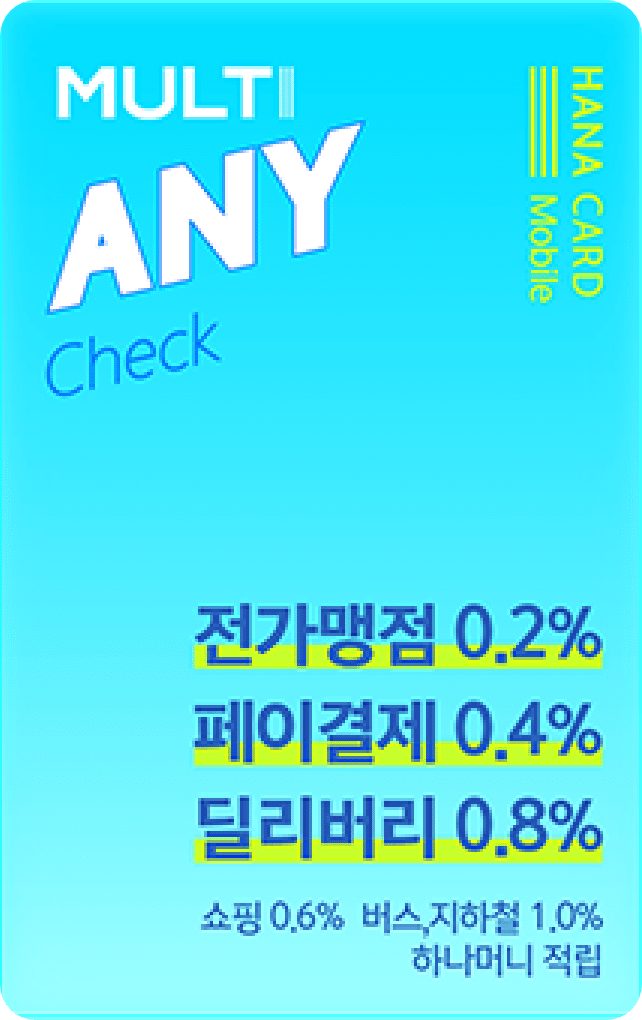 MULTI
ANY
Check
HANA CARD
Mobile
전가맹점 0.2%
페이결제 0.4%
딜리버리 0.8%
쇼핑 0.6% 버스,지하철 1.0%
하나머니 적립